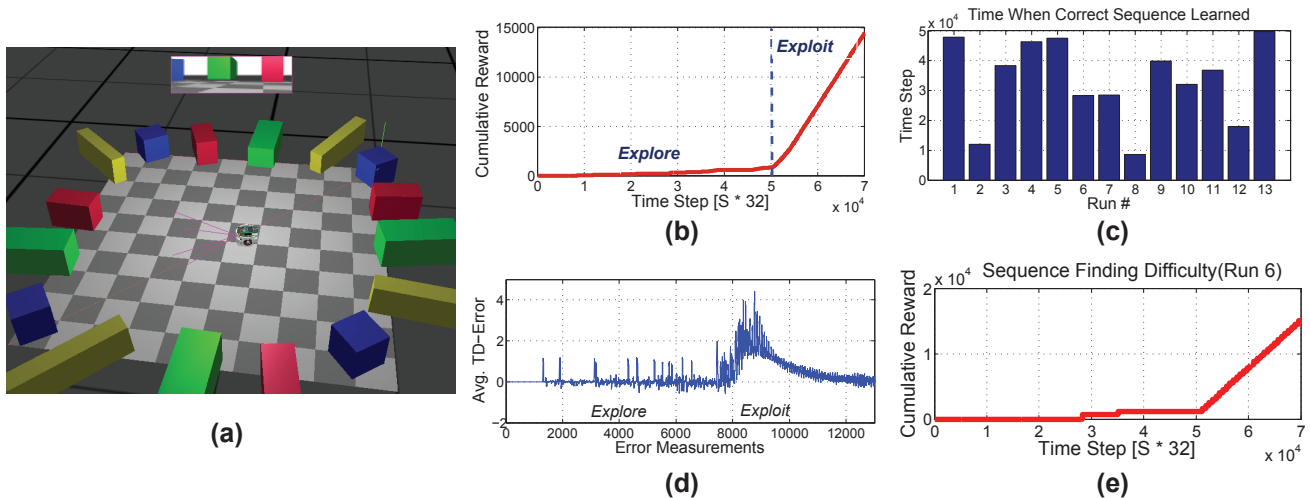 (a)
15000
10000
5000
0
Cumulative Reward
Explore
Exploit
0 1 2 3 4 5 6 7
Time Step [S * 32]
x 10^4
(b)
x 10^4
Time When Correct Sequence Learned
5
4
3
2
1
0
Time Step
1 2 3 4 5 6 7 8 9 10 11 12 13
Run #
(c)
4
2
0
−2
Avg. TD−Error
Explore
Exploit
0 2000 4000 6000 8000 10000 12000
Error Measurements
(d)
x 10^4
Sequence Finding Difficulty(Run 6)
2
1
0
Cumulative Reward
0 1 2 3 4 5 6 7
Time Step [S * 32]
x 10^4
(e)